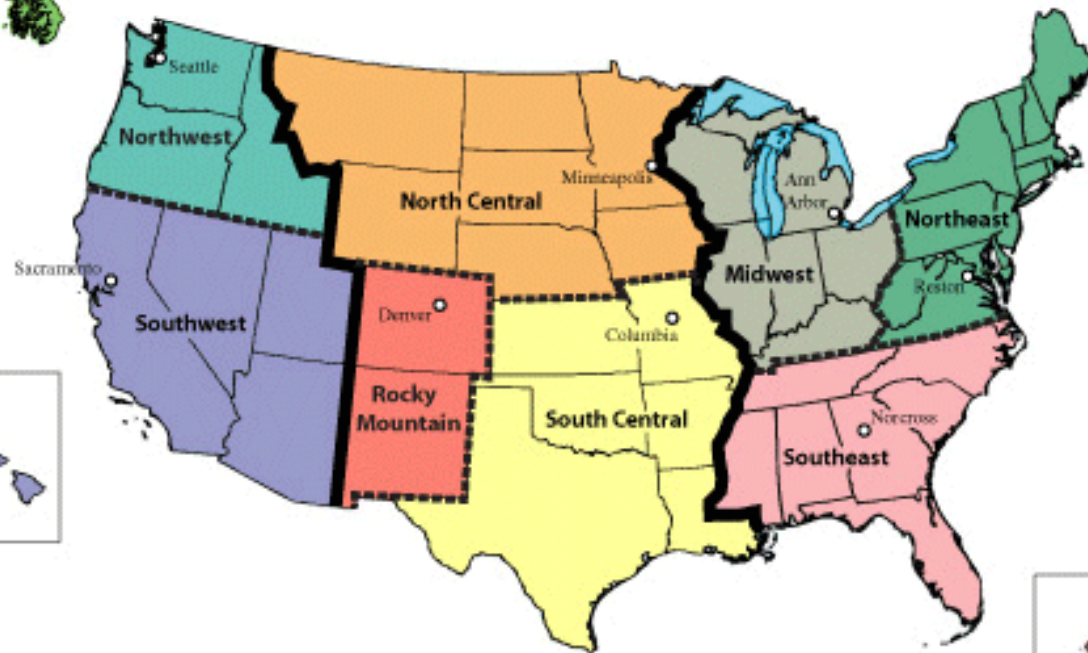 Seattle
Northwest
Minneapolis
North Central
Ann
Arbor
Northeast
Sacramento
Midwest
Reston
Denver
Southwest
Columbia
Rocky
Mountain
South Central
Norcross
Southeast